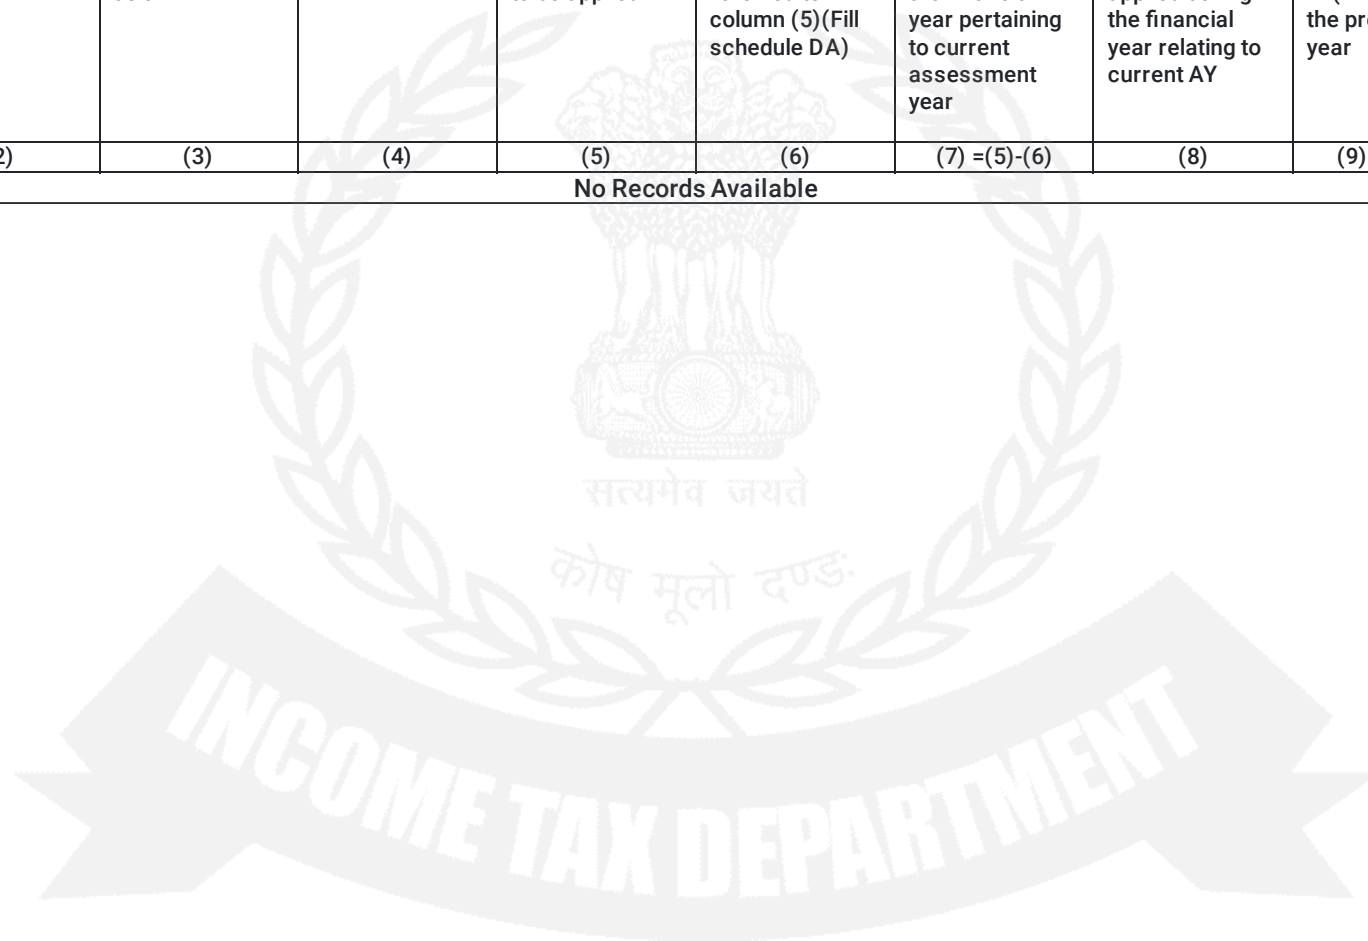 column (5)(Fill
schedule DA)
year pertaining
to current
assessment
year
the financial
year relating to
current AY
year
(3)
(4)
(5)
(6)
(7) =(5)-(6)
(8)
(9)
No Records Available
सत्यमेव जयते
कोष मूलो दण्डः
INCOME TAX DEPARTMENT